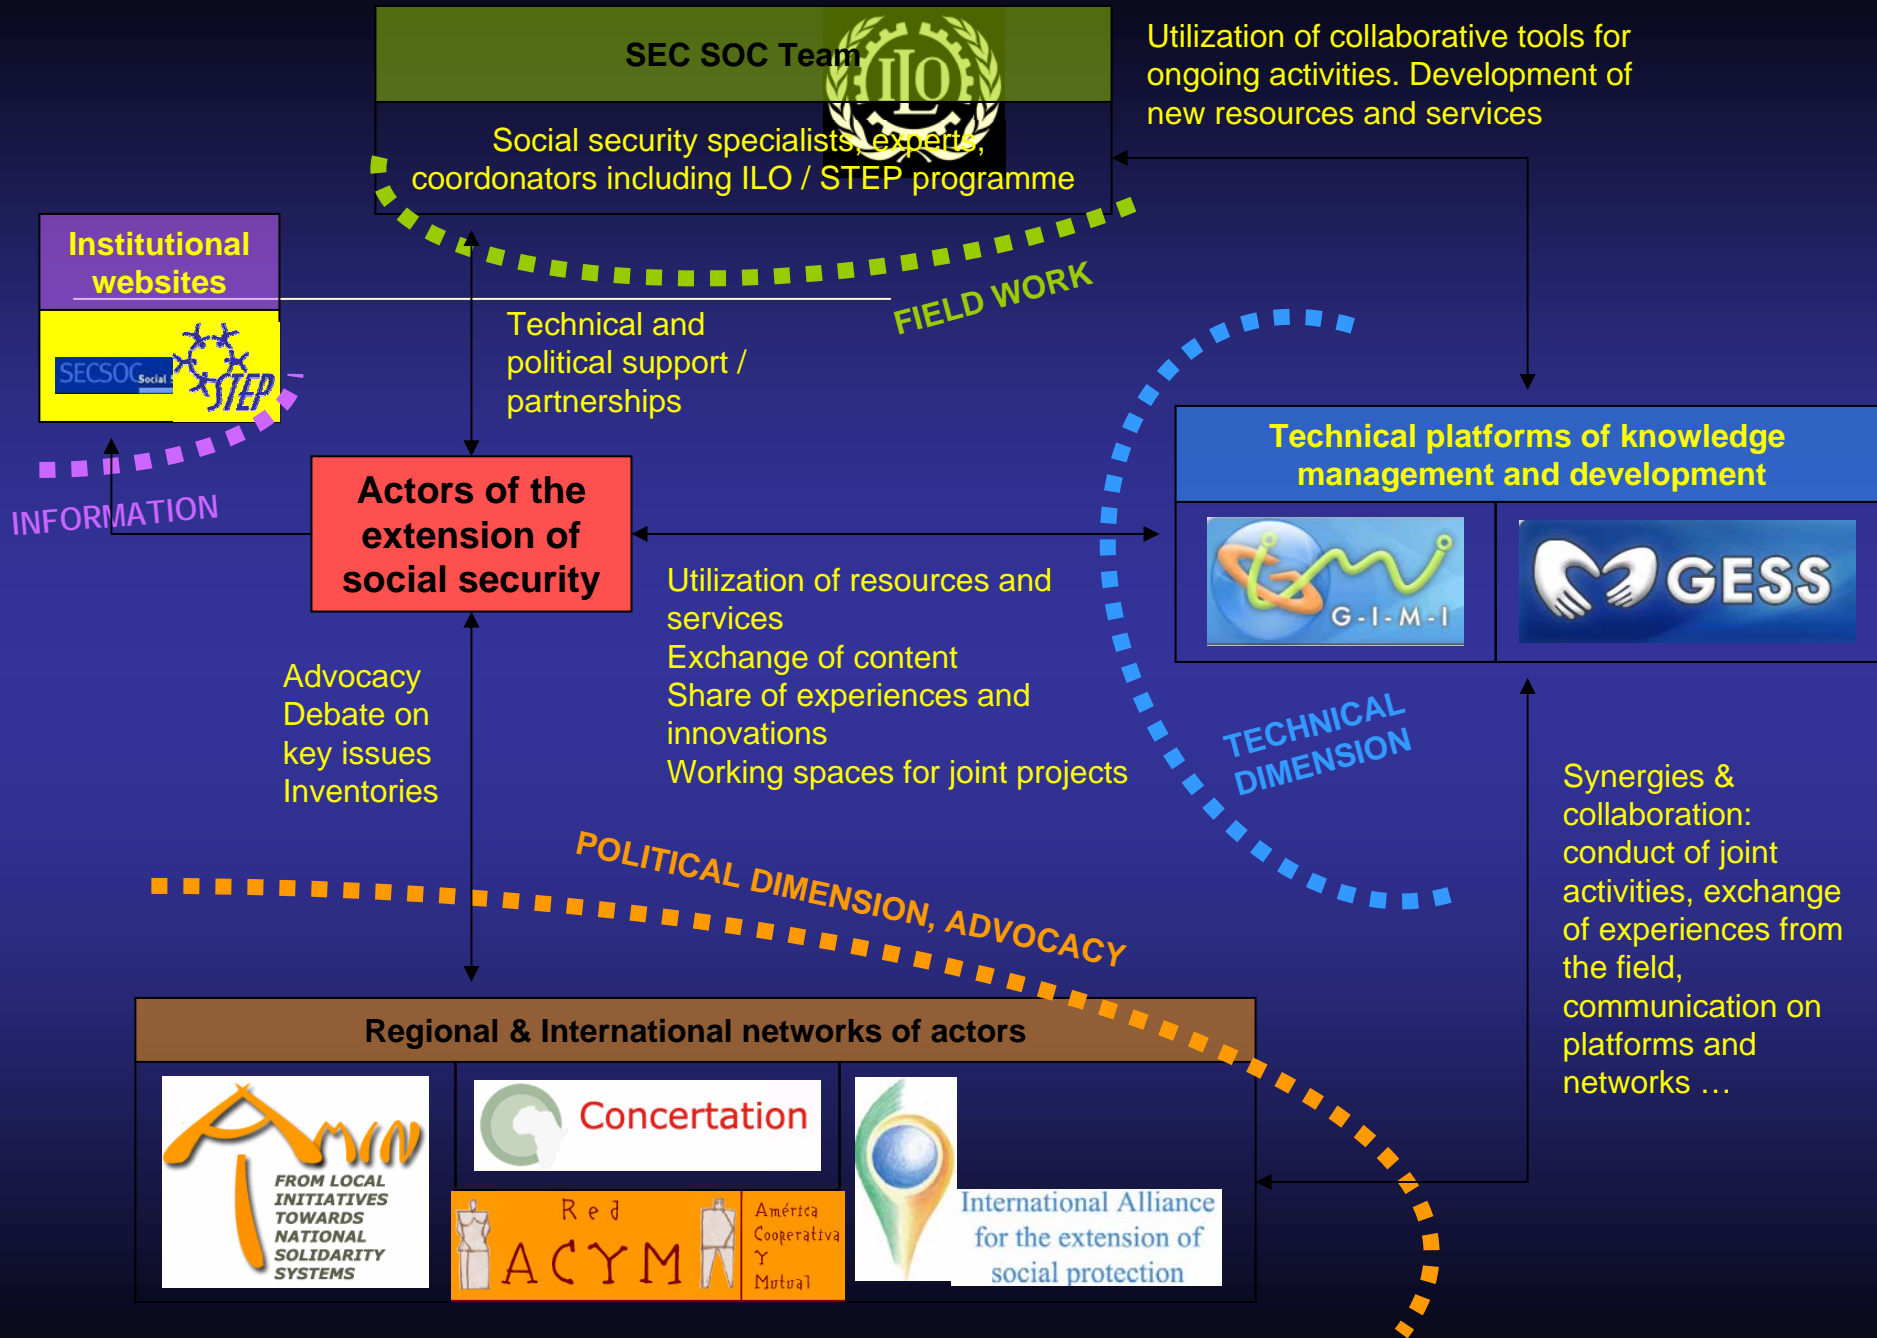 SEC SOC Team
ILO
Social security specialists, experts,
coordonators including ILO / STEP programme
Utilization of collaborative tools for
ongoing activities. Development of
new resources and services
Institutional
websites
SECSOC Social
STEP
INFORMATION
FIELD WORK
Technical and
political support /
partnerships
Actors of the
extension of
social security
Technical platforms of knowledge
management and development
G-I-M-I
GESS
Utilization of resources and
services
Exchange of content
Share of experiences and
innovations
Working spaces for joint projects
Advocacy
Debate on
key issues
Inventories
TECHNICAL
DIMENSION
POLITICAL DIMENSION, ADVOCACY
Synergies &
collaboration:
conduct of joint
activities, exchange
of experiences from
the field,
communication on
platforms and
networks …
Regional & International networks of actors
AMIN
FROM LOCAL
INITIATIVES
TOWARDS
NATIONAL
SOLIDARITY
SYSTEMS
Concertation
Red
ACYM
América
Cooperativa
Y
Mutual
International Alliance
for the extension of
social protection